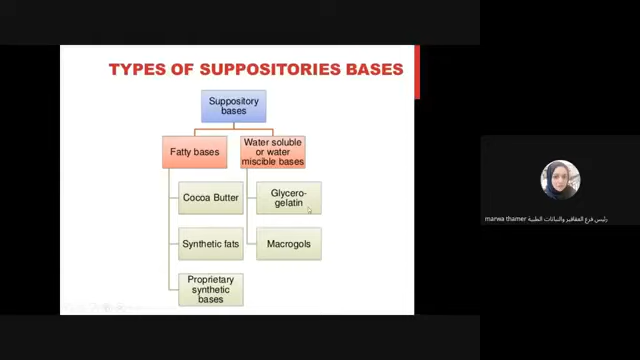 TYPES OF SUPPOSITORIES BASES
Suppository
bases
Fatty bases
Water soluble
or water
miscible bases
Cocoa Butter
Glycero-
gelatin
Synthetic fats
Macrogols
Proprietary
synthetic
bases
marwa thamer رئيس فرع العقاقير والنباتات الطبية